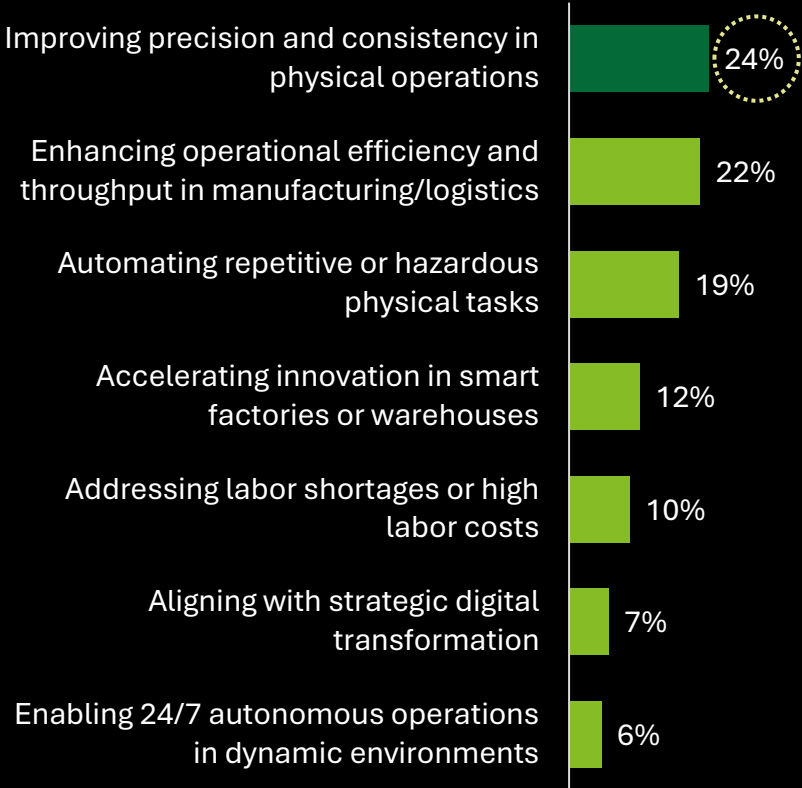 Improving precision and consistency in
physical operations
24%
Enhancing operational efficiency and
throughput in manufacturing/logistics
22%
Automating repetitive or hazardous
physical tasks
19%
Accelerating innovation in smart
factories or warehouses
12%
Addressing labor shortages or high
labor costs
10%
Aligning with strategic digital
transformation
7%
Enabling 24/7 autonomous operations
in dynamic environments
6%